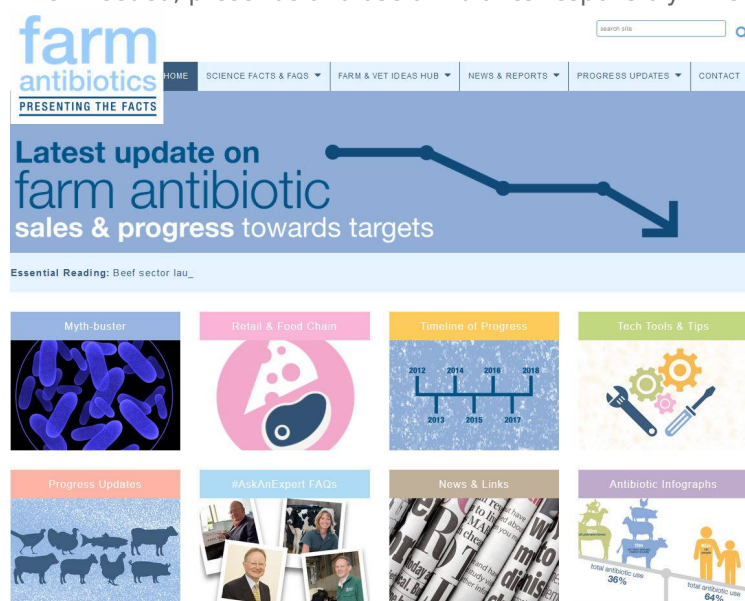 search site
farm
antibiotics
PRESENTING THE FACTS
HOME
SCIENCE FACTS & FAQS
FARM & VET IDEAS HUB
NEWS & REPORTS
PROGRESS UPDATES
CONTACT
Latest update on
farm antibiotic
sales & progress towards targets
Essential Reading: Beef sector lau_
Myth-buster
Retail & Food Chain
Timeline of Progress
Tech Tools & Tips
2012 2014 2016 2018
2013 2015 2017
Progress Updates
#AskAnExpert FAQs
News & Links
Antibiotic Infographs
total antibiotic use
36%
total antibiotic use
64%